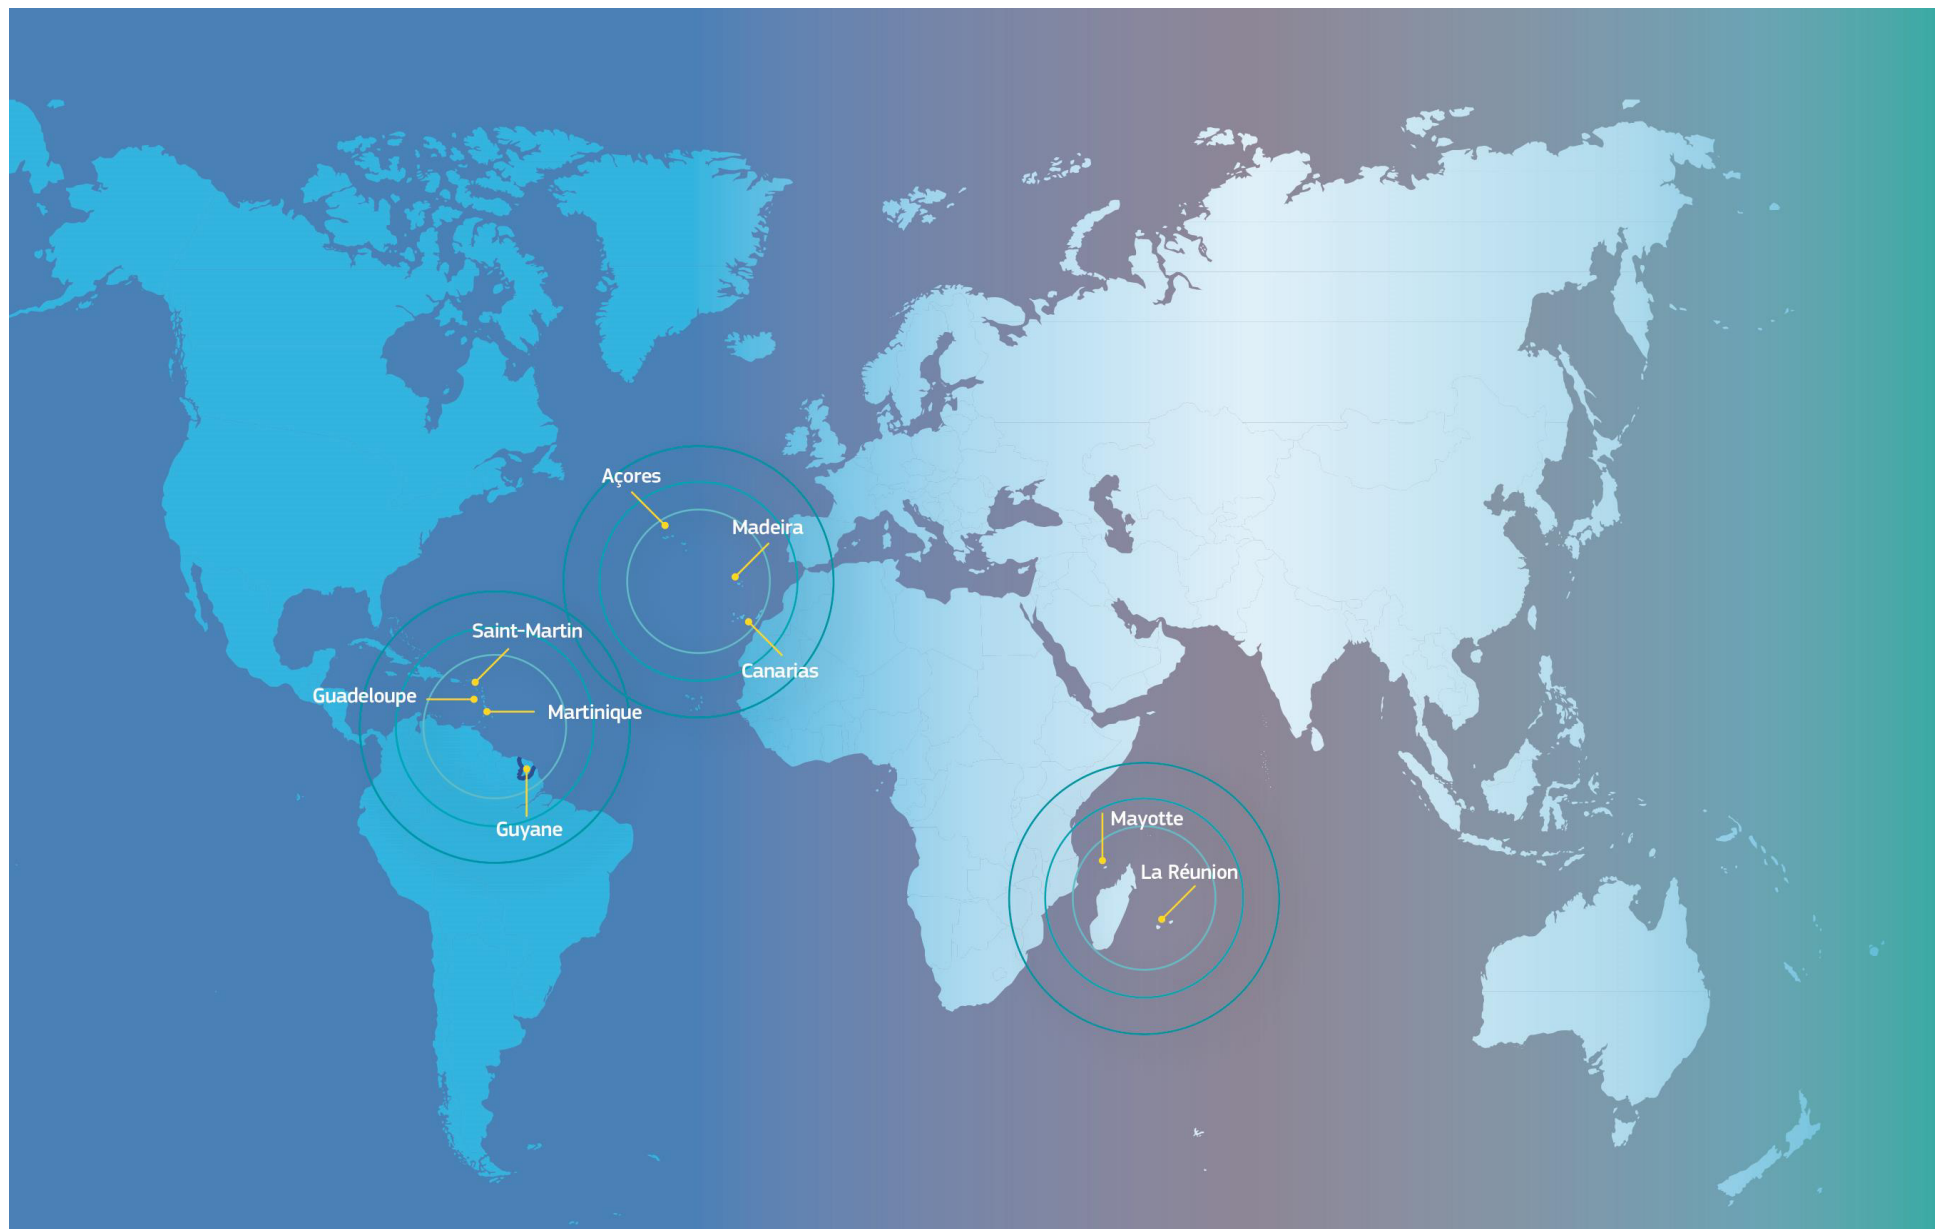 Açores
Madeira
Saint-Martin
Canarias
Guadeloupe
Martinique
Guyane
Mayotte
La Réunion